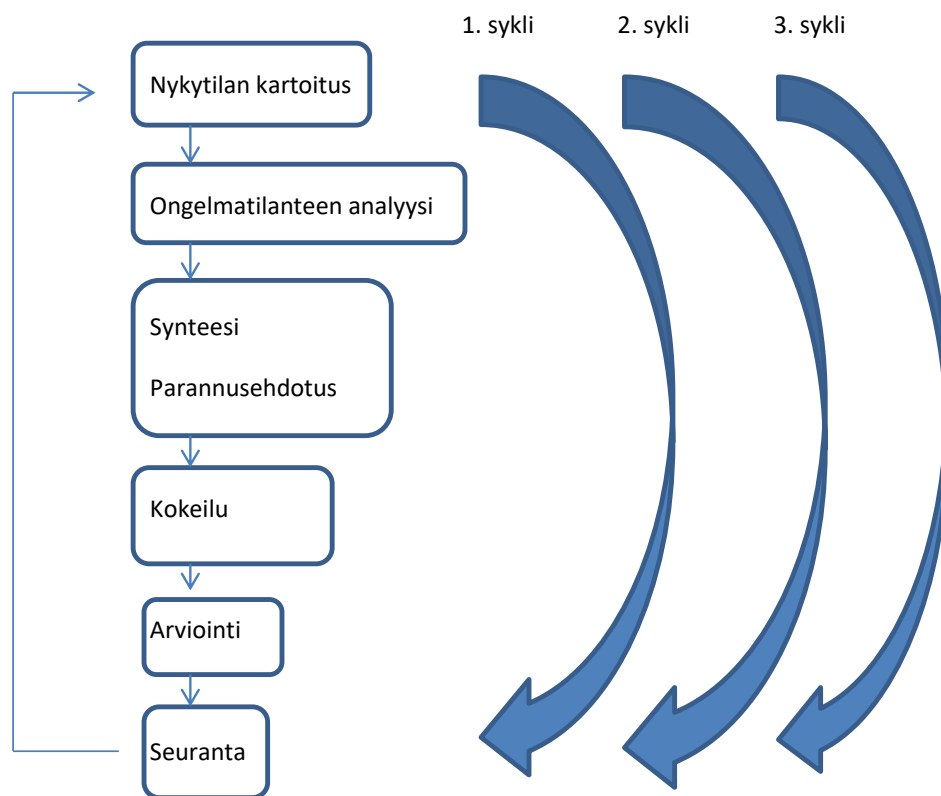 1. sykli 2. sykli 3. sykli
Nykytilan kartoitus
Ongelmatilanteen analyysi
Synteesi
Parannusehdotus
Kokeilu
Arviointi
Seuranta